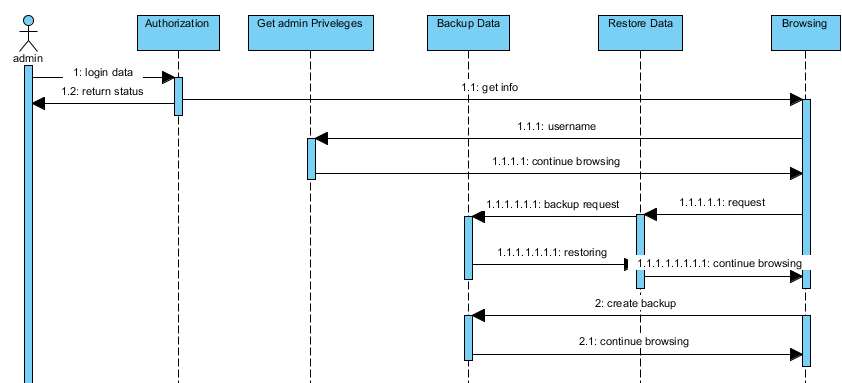 Authorization
Get admin Priveleges
Backup Data
Restore Data
Browsing
admin
1: login data
1.2: return status
1.1: get info
1.1.1: username
1.1.1.1: continue browsing
1.1.1.1.1.1: backup request
1.1.1.1.1: request
1.1.1.1.1.1.1: restoring
1.1.1.1.1.1.1.1: continue browsing
2: create backup
2.1: continue browsing